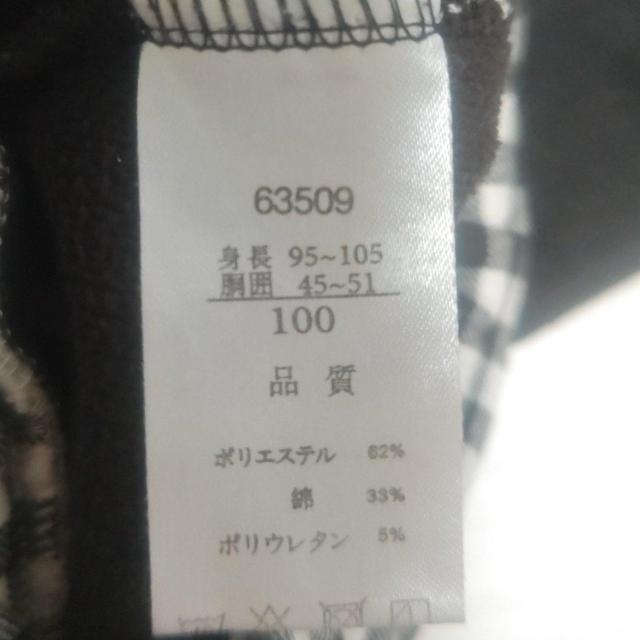 63509
身長 95~105
胴囲 45~51
100
品質
ポリエステル 62%
綿 33%
ポリウレタン 5%